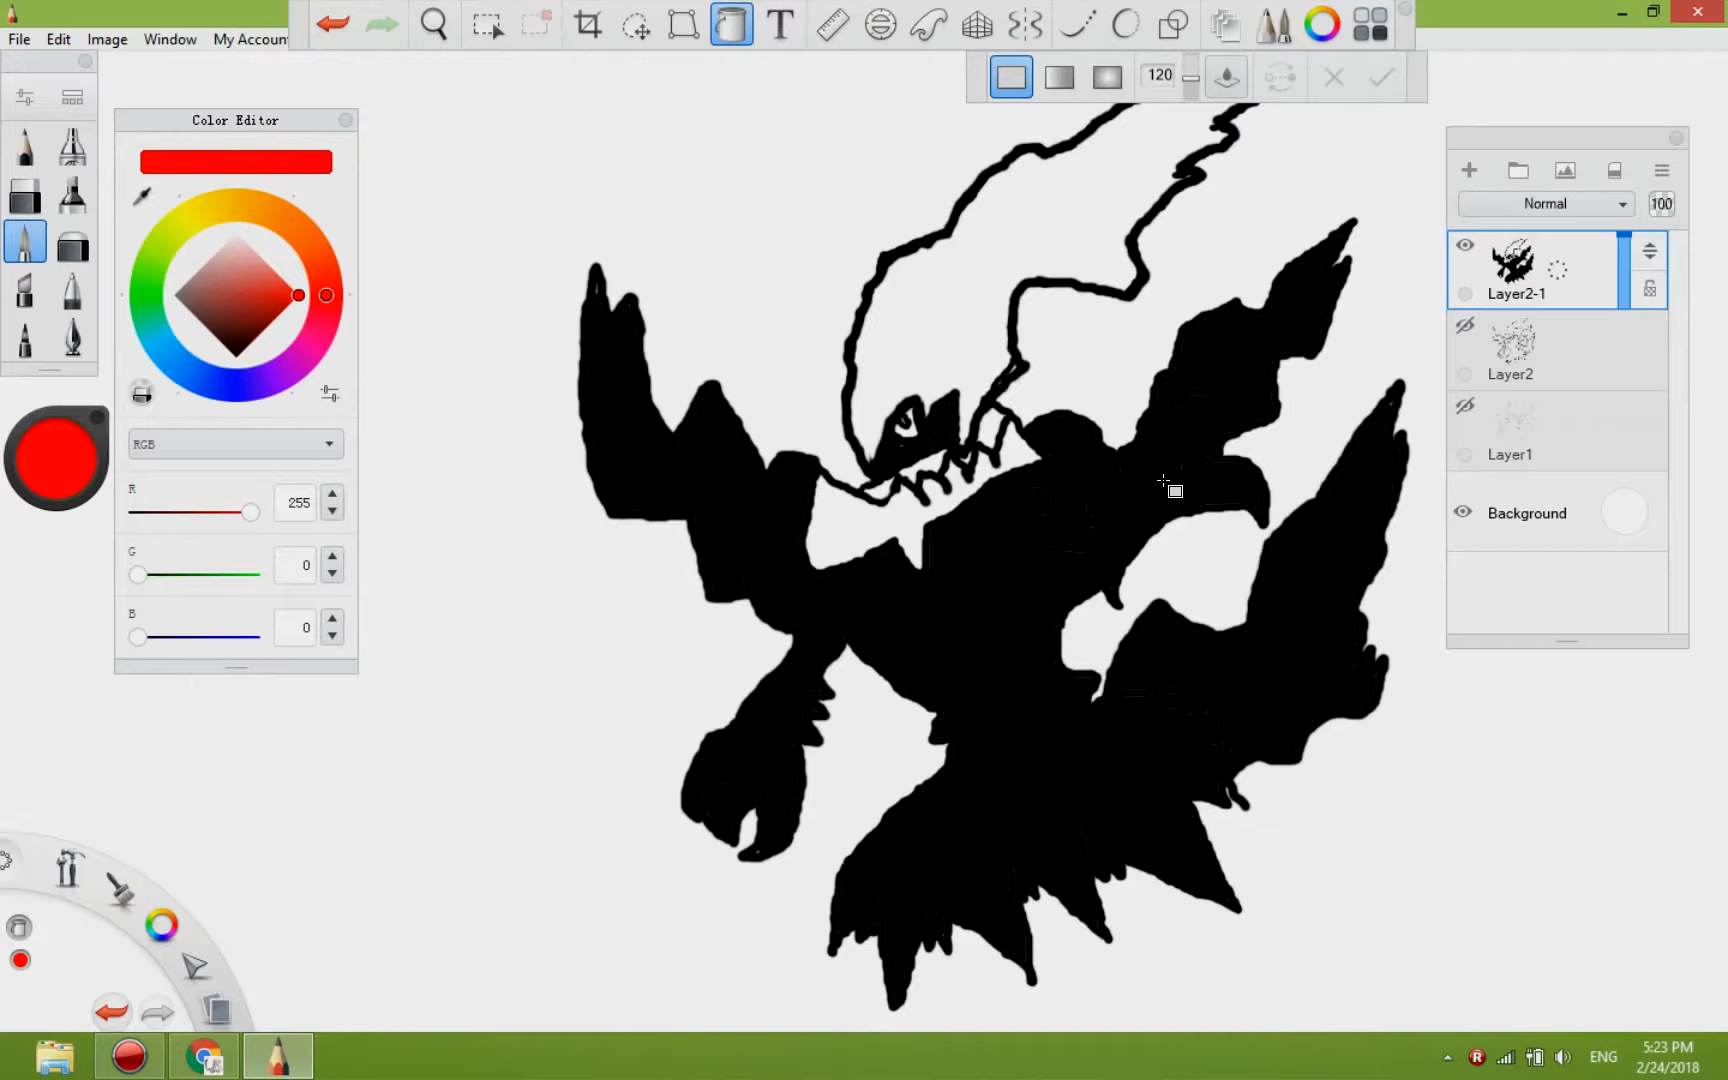 File Edit Image Window My Accoun
T
120
Color Editor
RGB
R
255
G
0
B
0
Normal
100
Layer2-1
Layer2
Layer1
Background
R
ENG
5:23 PM
2/24/2018